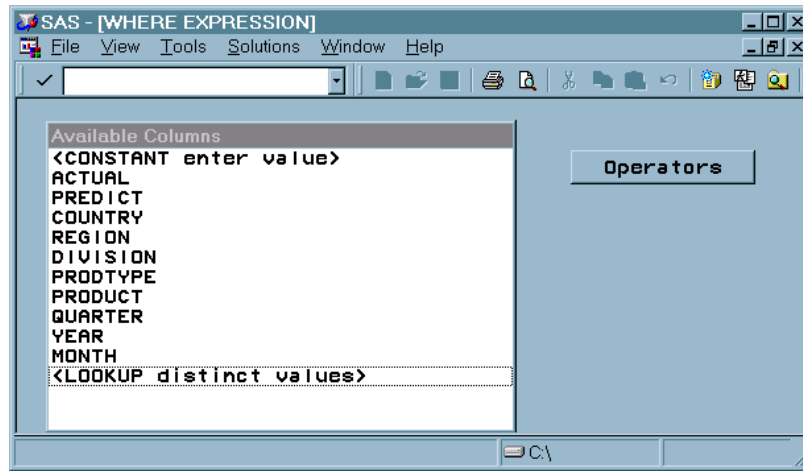 SAS - [WHERE EXPRESSION]
File View Tools Solutions Window Help
Available Columns
<CONSTANT enter value>
ACTUAL
PREDICT
COUNTRY
REGION
DIVISION
PRODTYPE
PRODUCT
QUARTER
YEAR
MONTH
<LOOKUP distinct values>
Operators
C:\